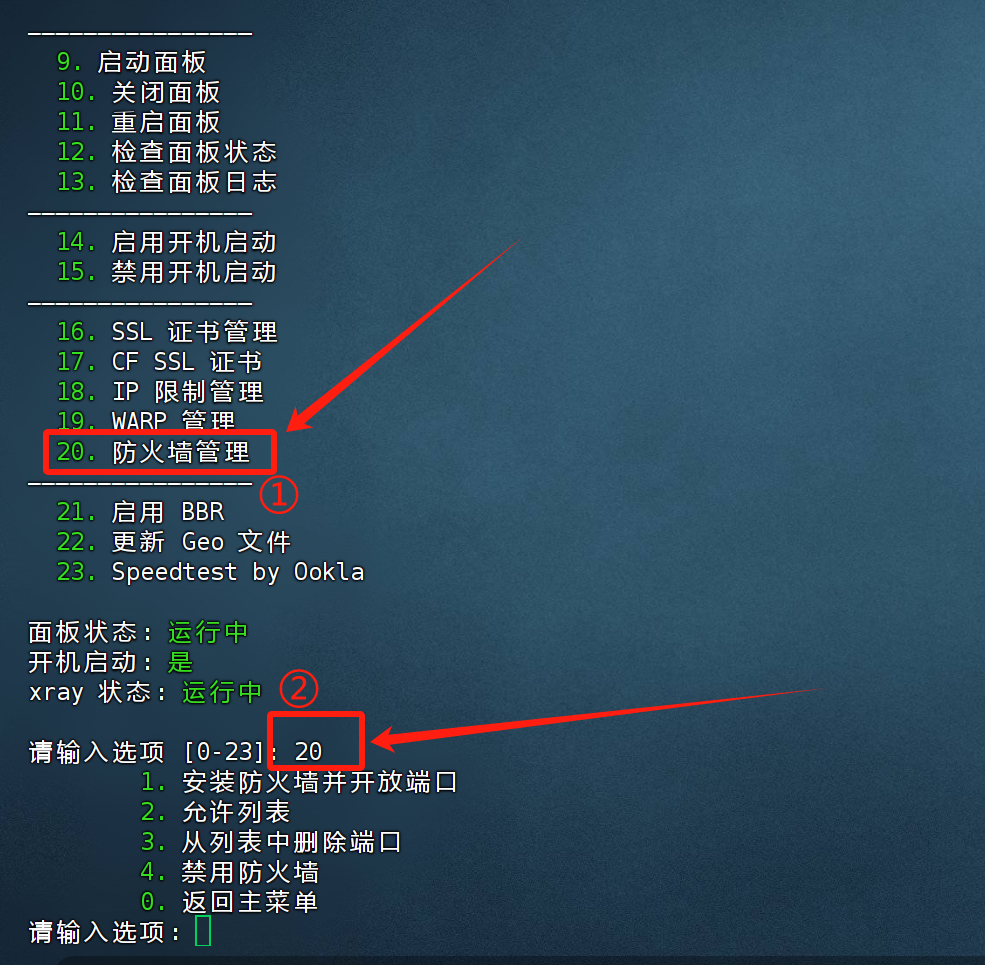 9. 启动面板
10. 关闭面板
11. 重启面板
12. 检查面板状态
13. 检查面板日志
14. 启用开机启动
15. 禁用开机启动
16. SSL 证书管理
17. CF SSL 证书
18. IP 限制管理
19. WARP 管理
20. 防火墙管理
①
21. 启用 BBR
22. 更新 Geo 文件
23. Speedtest by Ookla
面板状态: 运行中
开机启动: 是
xray 状态: 运行中
②
请输入选项 [0-23]: 20
1. 安装防火墙并开放端口
2. 允许列表
3. 从列表中删除端口
4. 禁用防火墙
0. 返回主菜单
请输入选项: